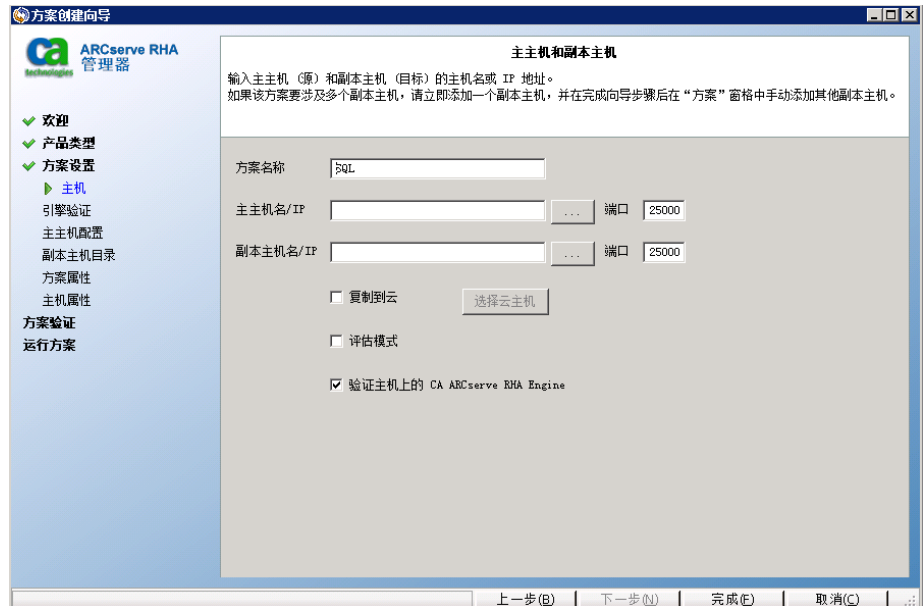 方案创建向导
ca
technologies
ARCserve RHA
管理器
欢迎
产品类型
方案设置
主机
引擎验证
主主机配置
副本主机目录
方案属性
主机属性
方案验证
运行方案
主主机和副本主机
输入主主机（源）和副本主机（目标）的主机名或 IP 地址。
如果该方案要涉及多个副本主机，请立即添加一个副本主机，并在完成向导步骤后在“方案”窗格中手动添加其他副本主机。
方案名称 SQL
主主机名/IP ... 端口 25000
副本主机名/IP ... 端口 25000
复制到云 选择云主机
评估模式
验证主机上的 CA ARCserve RHA Engine
上一步(B) 下一步(N) 完成(F) 取消(C)